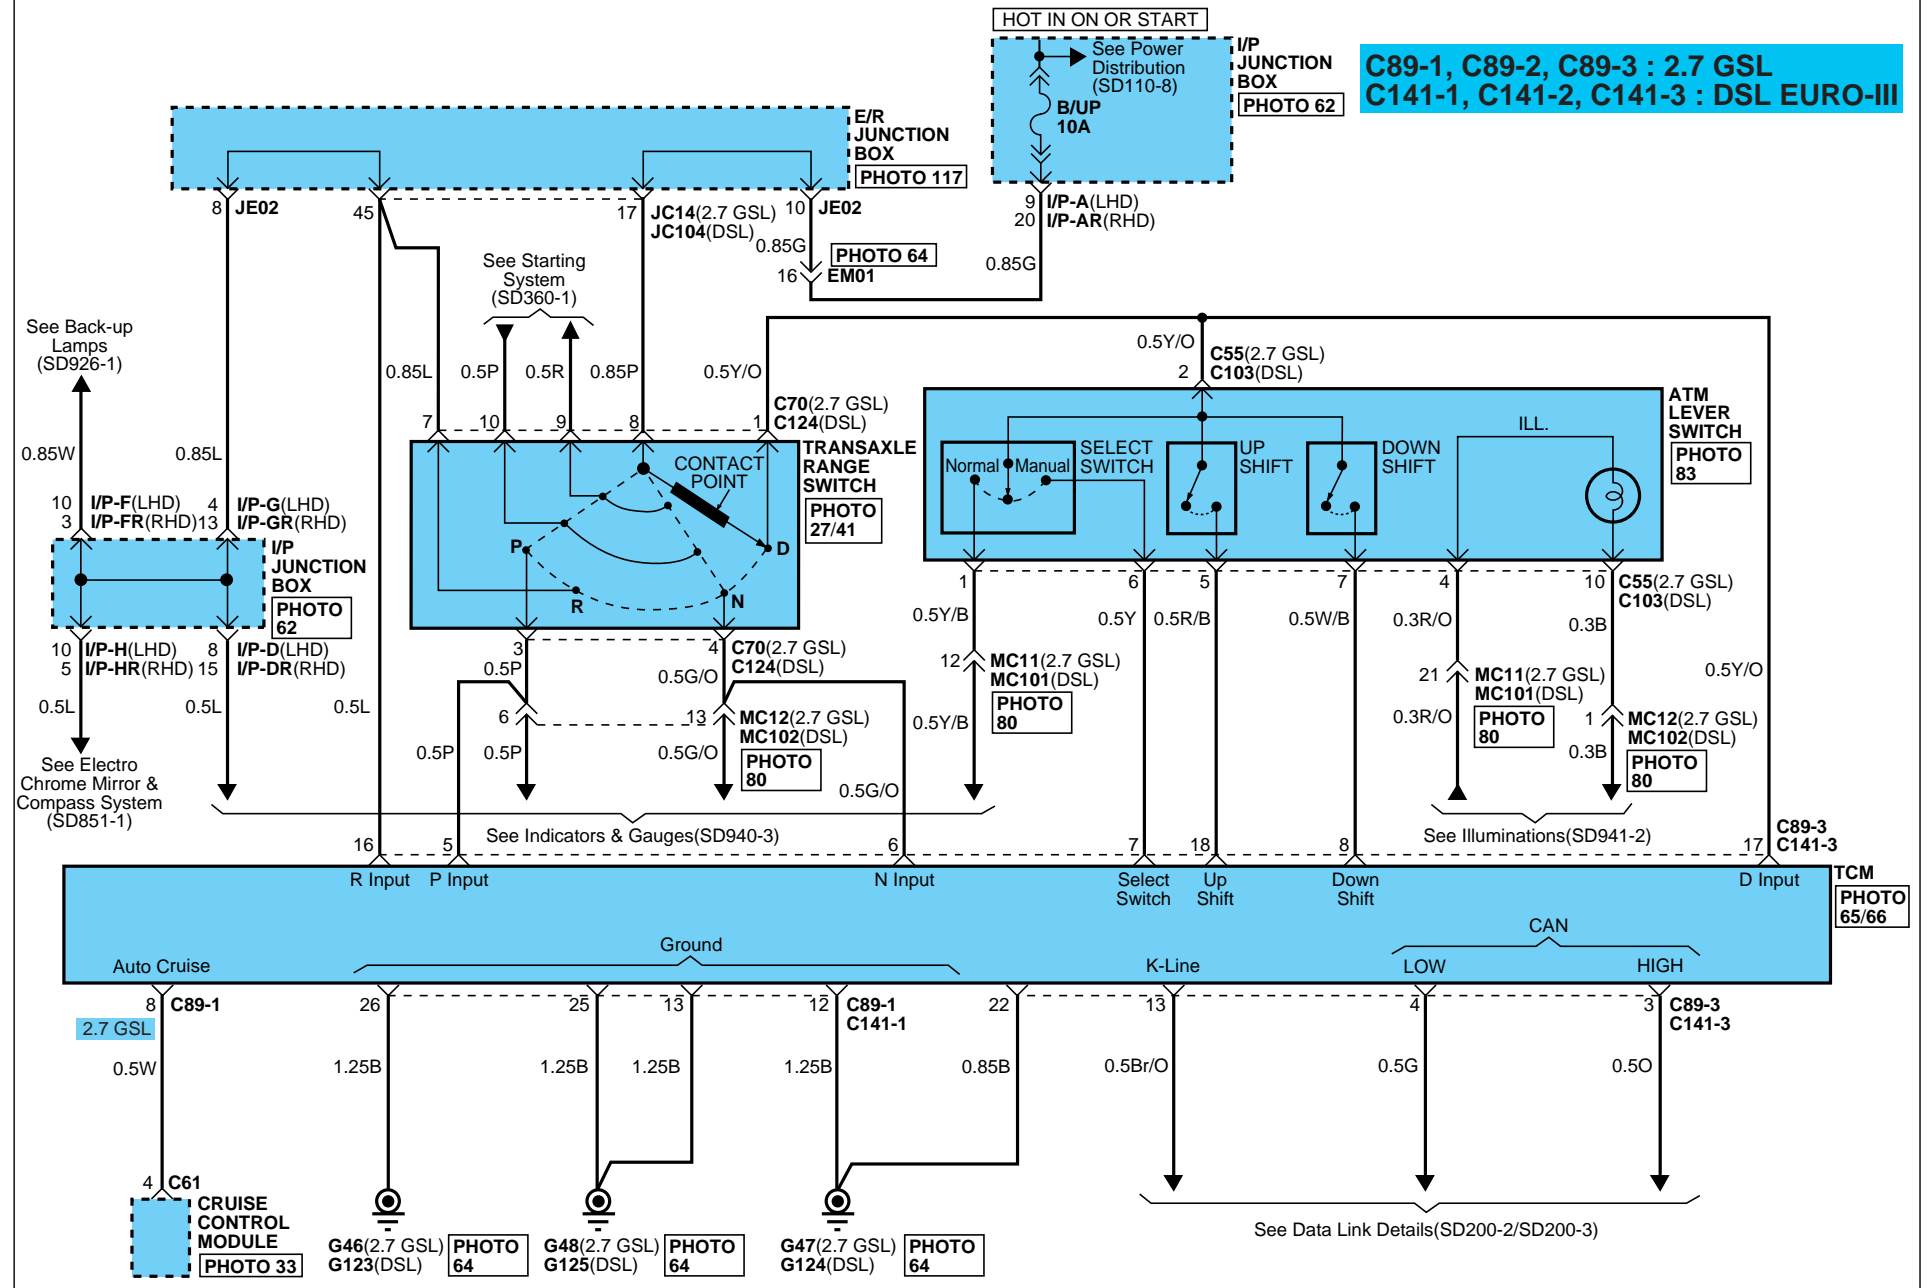 HOT IN ON OR START
See Power
Distribution
(SD110-8)
B/UP
10A
I/P
JUNCTION
BOX
PHOTO 62
C89-1, C89-2, C89-3 : 2.7 GSL
C141-1, C141-2, C141-3 : DSL EURO-III
E/R
JUNCTION
BOX
PHOTO 117
8 JE02
45
17 JC14(2.7 GSL)
JC104(DSL)
10 JE02
0.85G
PHOTO 64
16 EM01
9 I/P-A(LHD)
20 I/P-AR(RHD)
0.85G
See Starting
System
(SD360-1)
See Back-up
Lamps
(SD926-1)
0.85L
0.5P
0.5R
0.85P
0.5Y/O
0.5Y/O
2
C55(2.7 GSL)
C103(DSL)
7
10
9
8
1
C70(2.7 GSL)
C124(DSL)
TRANSAXLE
RANGE
SWITCH
PHOTO
27/41
CONTACT
POINT
P
R
N
D
ATM
LEVER
SWITCH
PHOTO
83
ILL.
Normal
Manual
SELECT
SWITCH
UP
SHIFT
DOWN
SHIFT
0.85W
0.85L
10 I/P-F(LHD)
3 I/P-FR(RHD)
4 I/P-G(LHD)
13 I/P-GR(RHD)
I/P
JUNCTION
BOX
PHOTO
62
10 I/P-H(LHD)
5 I/P-HR(RHD)
8 I/P-D(LHD)
15 I/P-DR(RHD)
0.5L
0.5L
0.5L
See Electro
Chrome Mirror &
Compass System
(SD851-1)
3
0.5P
4
C70(2.7 GSL)
C124(DSL)
0.5G/O
6
13
MC12(2.7 GSL)
MC102(DSL)
PHOTO
80
0.5P
0.5P
0.5G/O
0.5G/O
1
6
5
7
4
10
C55(2.7 GSL)
C103(DSL)
0.5Y/B
0.5Y
0.5R/B
0.5W/B
0.3R/O
0.3B
12
MC11(2.7 GSL)
MC101(DSL)
PHOTO
80
0.5Y/B
21
MC11(2.7 GSL)
MC101(DSL)
PHOTO
80
0.3R/O
1
MC12(2.7 GSL)
MC102(DSL)
PHOTO
80
0.3B
0.5Y/O
See Indicators & Gauges(SD940-3)
See Illuminations(SD941-2)
16
5
6
7
18
8
17
C89-3
C141-3
R Input
P Input
N Input
Select
Switch
Up
Shift
Down
Shift
D Input
TCM
PHOTO
65/66
Auto Cruise
Ground
K-Line
CAN
LOW
HIGH
8 C89-1
2.7 GSL
26
25
13
12
C89-1
C141-1
22
13
4
3
C89-3
C141-3
0.5W
1.25B
1.25B
1.25B
1.25B
0.85B
0.5Br/O
0.5G
0.5O
4 C61
CRUISE
CONTROL
MODULE
PHOTO 33
G46(2.7 GSL)
G123(DSL)
PHOTO
64
G48(2.7 GSL)
G125(DSL)
PHOTO
64
G47(2.7 GSL)
G124(DSL)
PHOTO
64
See Data Link Details(SD200-2/SD200-3)